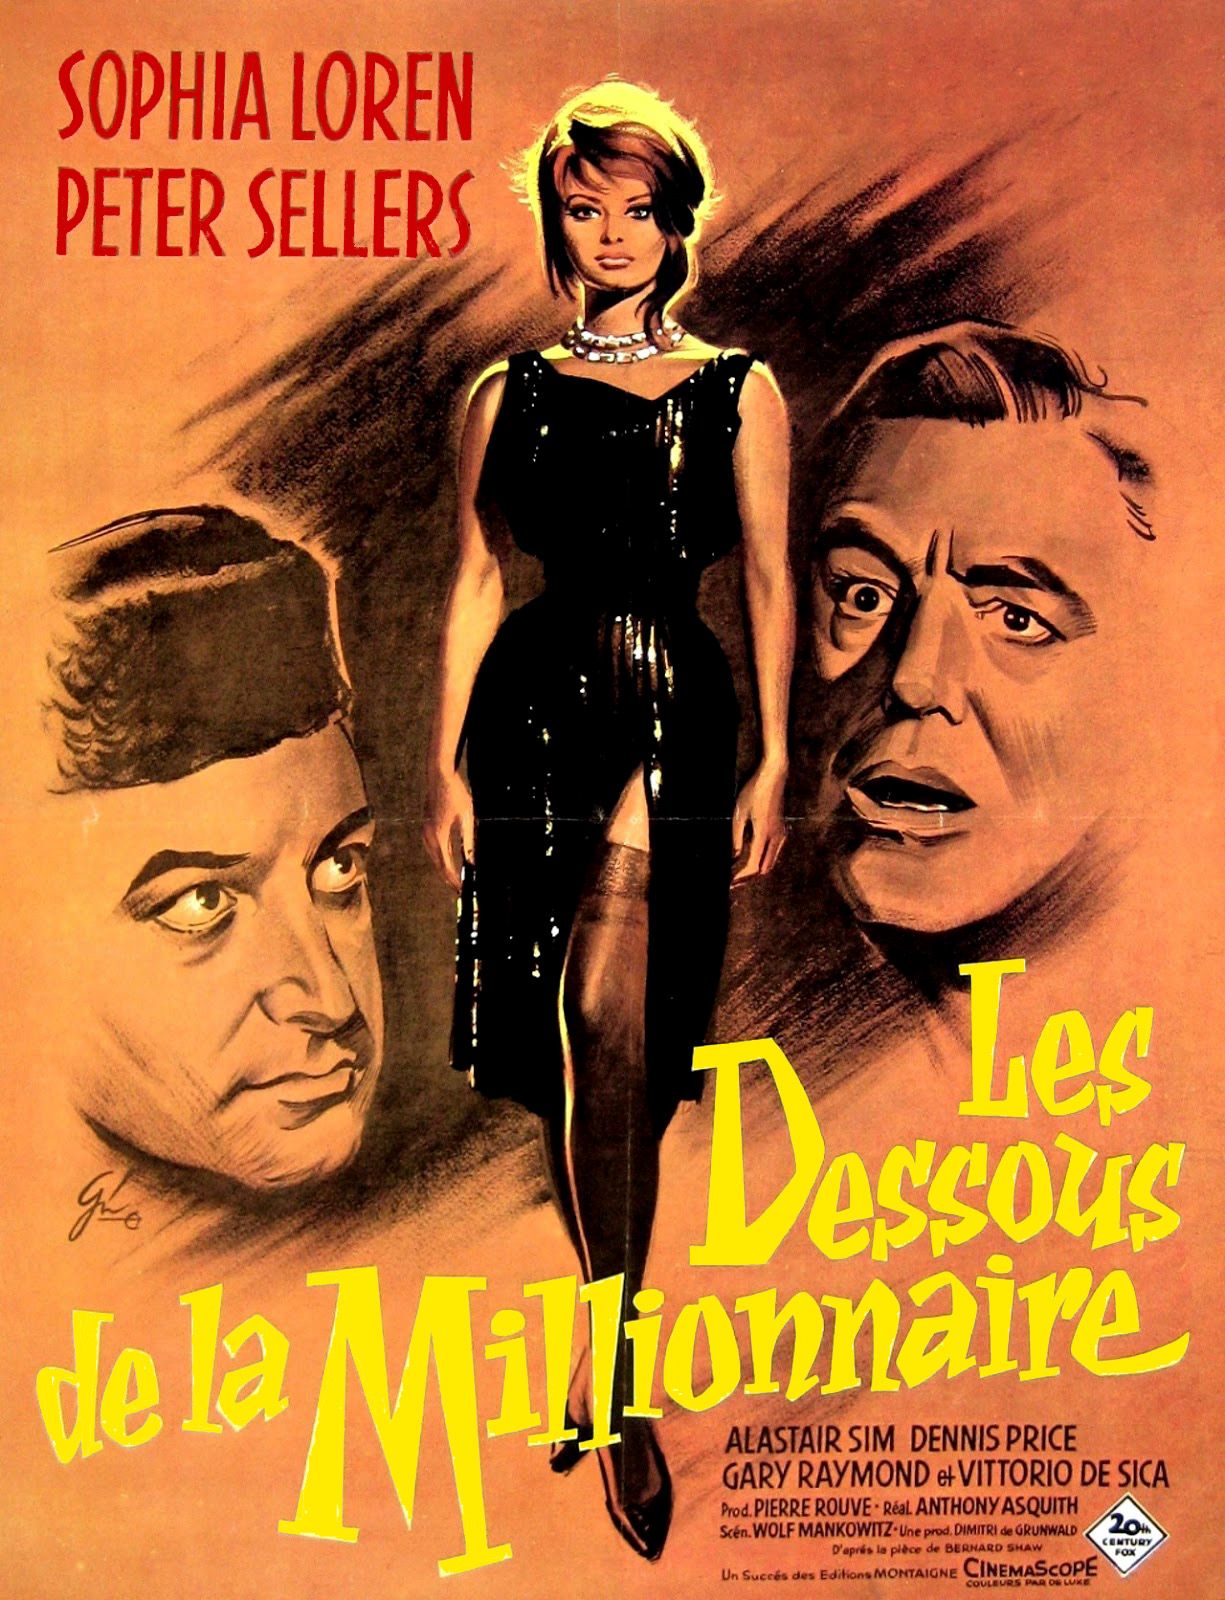 SOPHIA LOREN
PETER SELLERS
LES
DESSOUS
de la Millionnaire
ALASTAIR SIM DENNIS PRICE
GARY RAYMOND et VITTORIO DE SICA
Prod. PIERRE ROUVE - Réal. ANTHONY ASQUITH
Scén. WOLF MANKOWITZ - Une prod. DIMITRI de GRUNWALD
D'après la pièce de BERNARD SHAW
Un Succés des Editions MONTAIGNE CINEMASCOPE
COULEURS PAR DE LUXE
20th
CENTURY
FOX